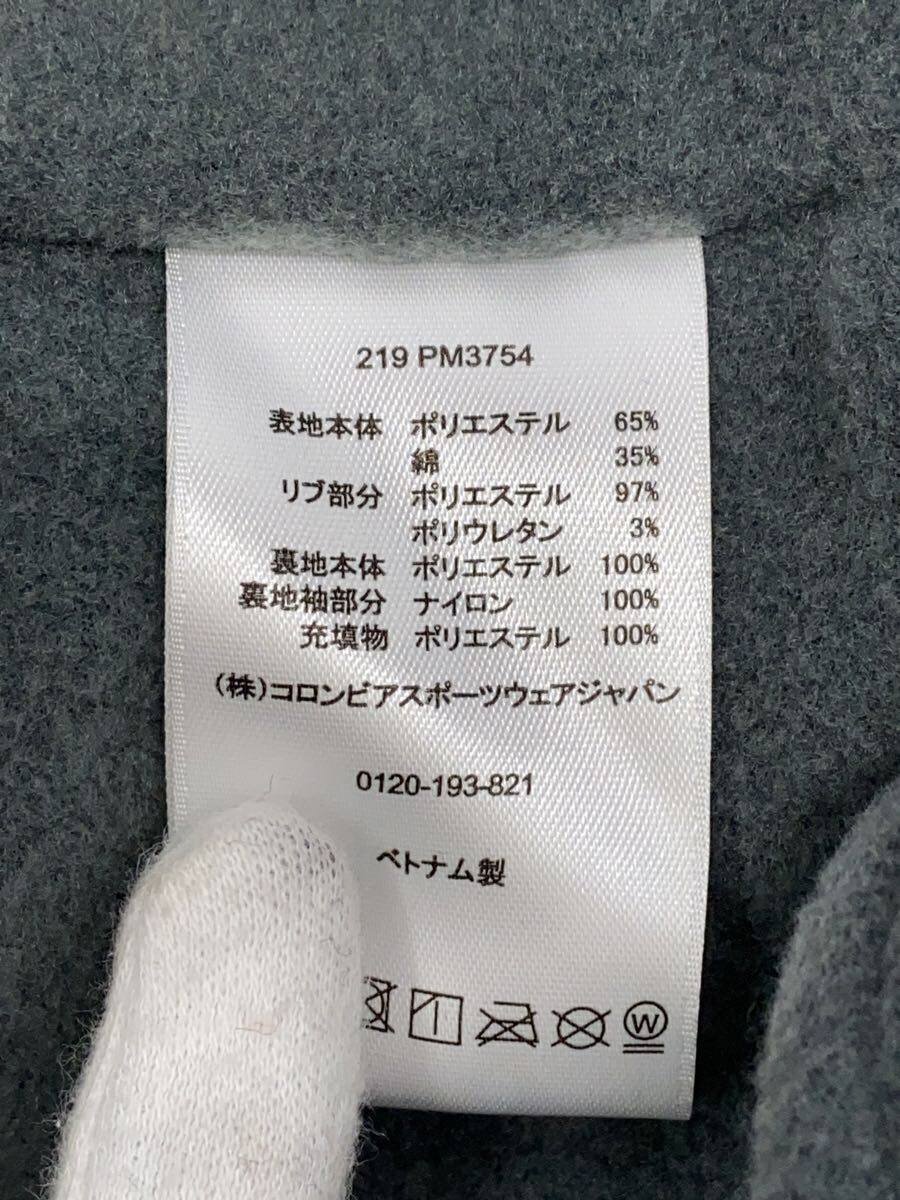 219 PM3754
表地本体 ポリエステル 65%
綿 35%
リブ部分 ポリエステル 97%
ポリウレタン 3%
裏地本体 ポリエステル 100%
裏地袖部分 ナイロン 100%
充填物 ポリエステル 100%
(株)コロンビアスポーツウェアジャパン
0120-193-821
ベトナム製
W